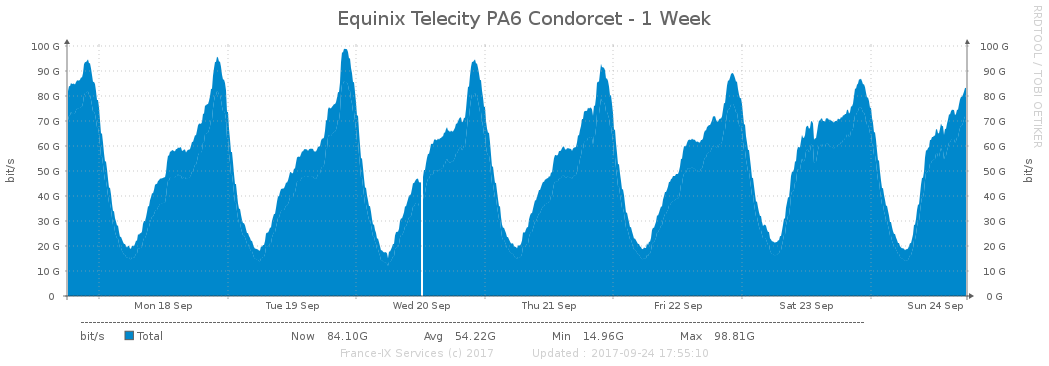 Equinix Telecity PA6 Condorcet - 1 Week
RRDTOOL / TOBI OETIKER
bit/s
100 G
90 G
80 G
70 G
60 G
50 G
40 G
30 G
20 G
10 G
0
100 G
90 G
80 G
70 G
60 G
50 G
40 G
30 G
20 G
10 G
0 G
bit/s
Mon 18 Sep Tue 19 Sep Wed 20 Sep Thu 21 Sep Fri 22 Sep Sat 23 Sep Sun 24 Sep
bit/s Total Now 84.10G Avg 54.22G Min 14.96G Max 98.81G
France-IX Services (c) 2017 Updated : 2017-09-24 17:55:10